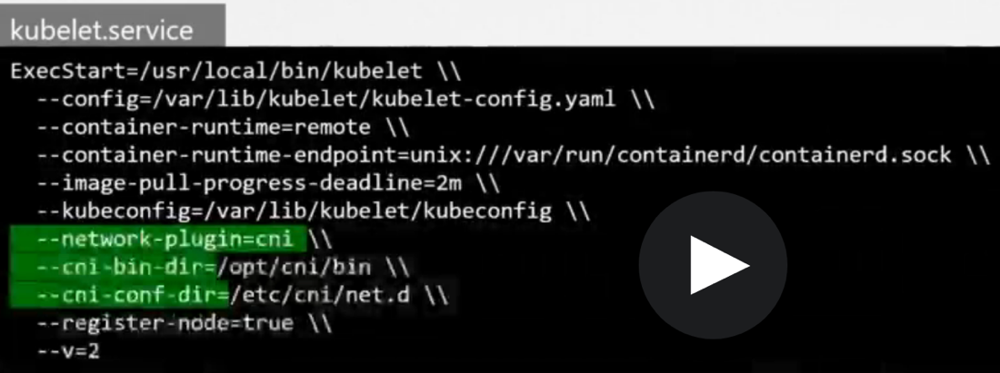 kubelet.service
ExecStart=/usr/local/bin/kubelet \\
--config=/var/lib/kubelet/kubelet-config.yaml \\
--container-runtime=remote \\
--container-runtime-endpoint=unix:///var/run/containerd/containerd.sock \\
--image-pull-progress-deadline=2m \\
--kubeconfig=/var/lib/kubelet/kubeconfig \\
--network-plugin=cni \\
--cni-bin-dir=/opt/cni/bin \\
--cni-conf-dir=/etc/cni/net.d \\
--register-node=true \\
--v=2